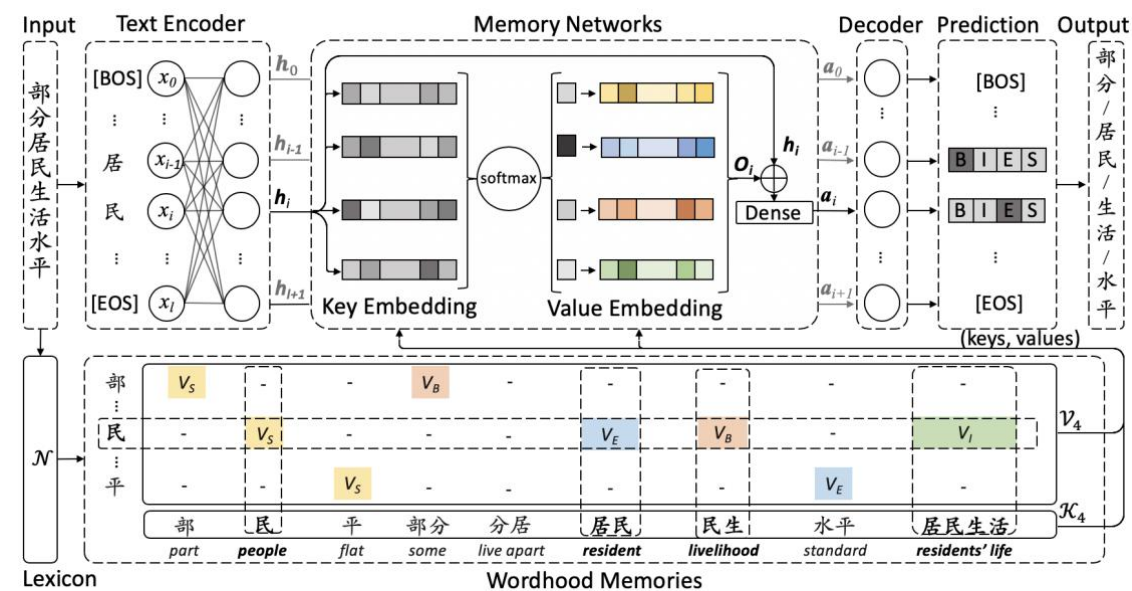 Input Text Encoder Memory Networks Decoder Prediction Output
部分居民生活水平
[BOS] x0 h0 a0 [BOS]
⋮ ⋮ ⋮ ⋮
居 xi-1 hi-1 ai-1 B I E S
民 xi hi softmax Oi hi ai B I E S
Dense
⋮ ⋮ ⋮ ⋮
[EOS] xl hl+1 ai+1 [EOS]
部分/居民/生活/水平
Key Embedding Value Embedding
(keys, values)
部 VS - - VB - - - - -
⋮
民 - VS - - - VE VB - VI V4
⋮
平 - - VS - - - - VE -
N
部 民 平 部分 分居 居民 民生 水平 居民生活 K4
part people flat some live apart resident livelihood standard residents' life
Lexicon Wordhood Memories